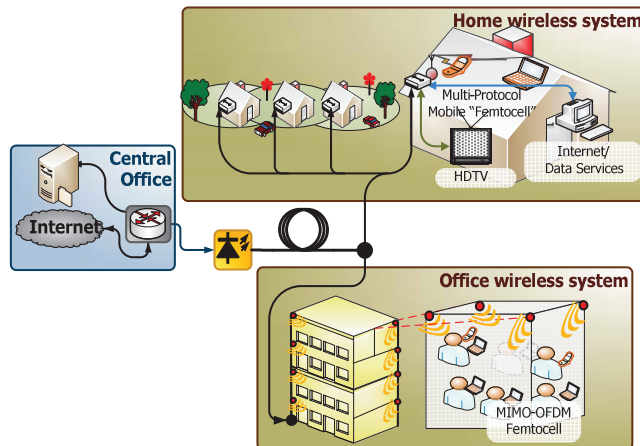 Home wireless system
Multi-Protocol
Mobile "Femtocell"
HDTV
Internet/
Data Services
Central
Office
Internet
Office wireless system
MIMO-OFDM
Femtocell